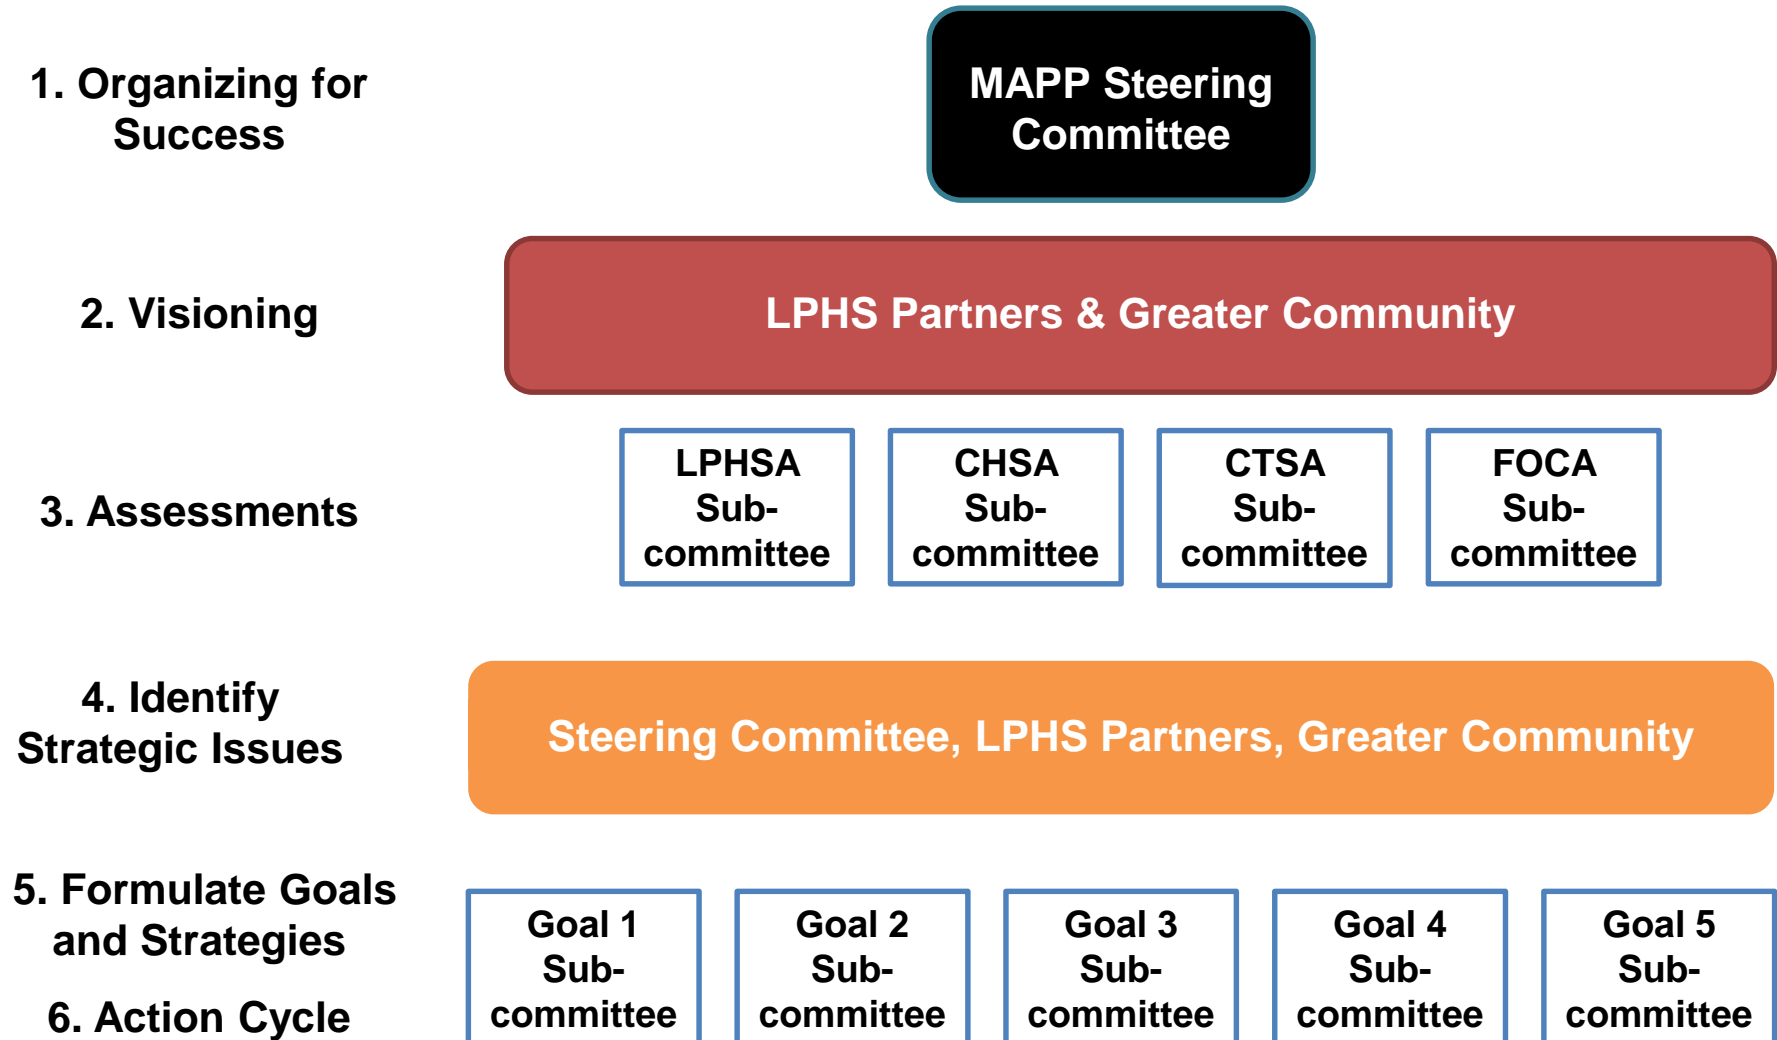 1. Organizing for
Success
MAPP Steering
Committee
2. Visioning
LPHS Partners & Greater Community
3. Assessments
LPHSA
Sub-
committee
CHSA
Sub-
committee
CTSA
Sub-
committee
FOCA
Sub-
committee
4. Identify
Strategic Issues
Steering Committee, LPHS Partners, Greater Community
5. Formulate Goals
and Strategies
6. Action Cycle
Goal 1
Sub-
committee
Goal 2
Sub-
committee
Goal 3
Sub-
committee
Goal 4
Sub-
committee
Goal 5
Sub-
committee